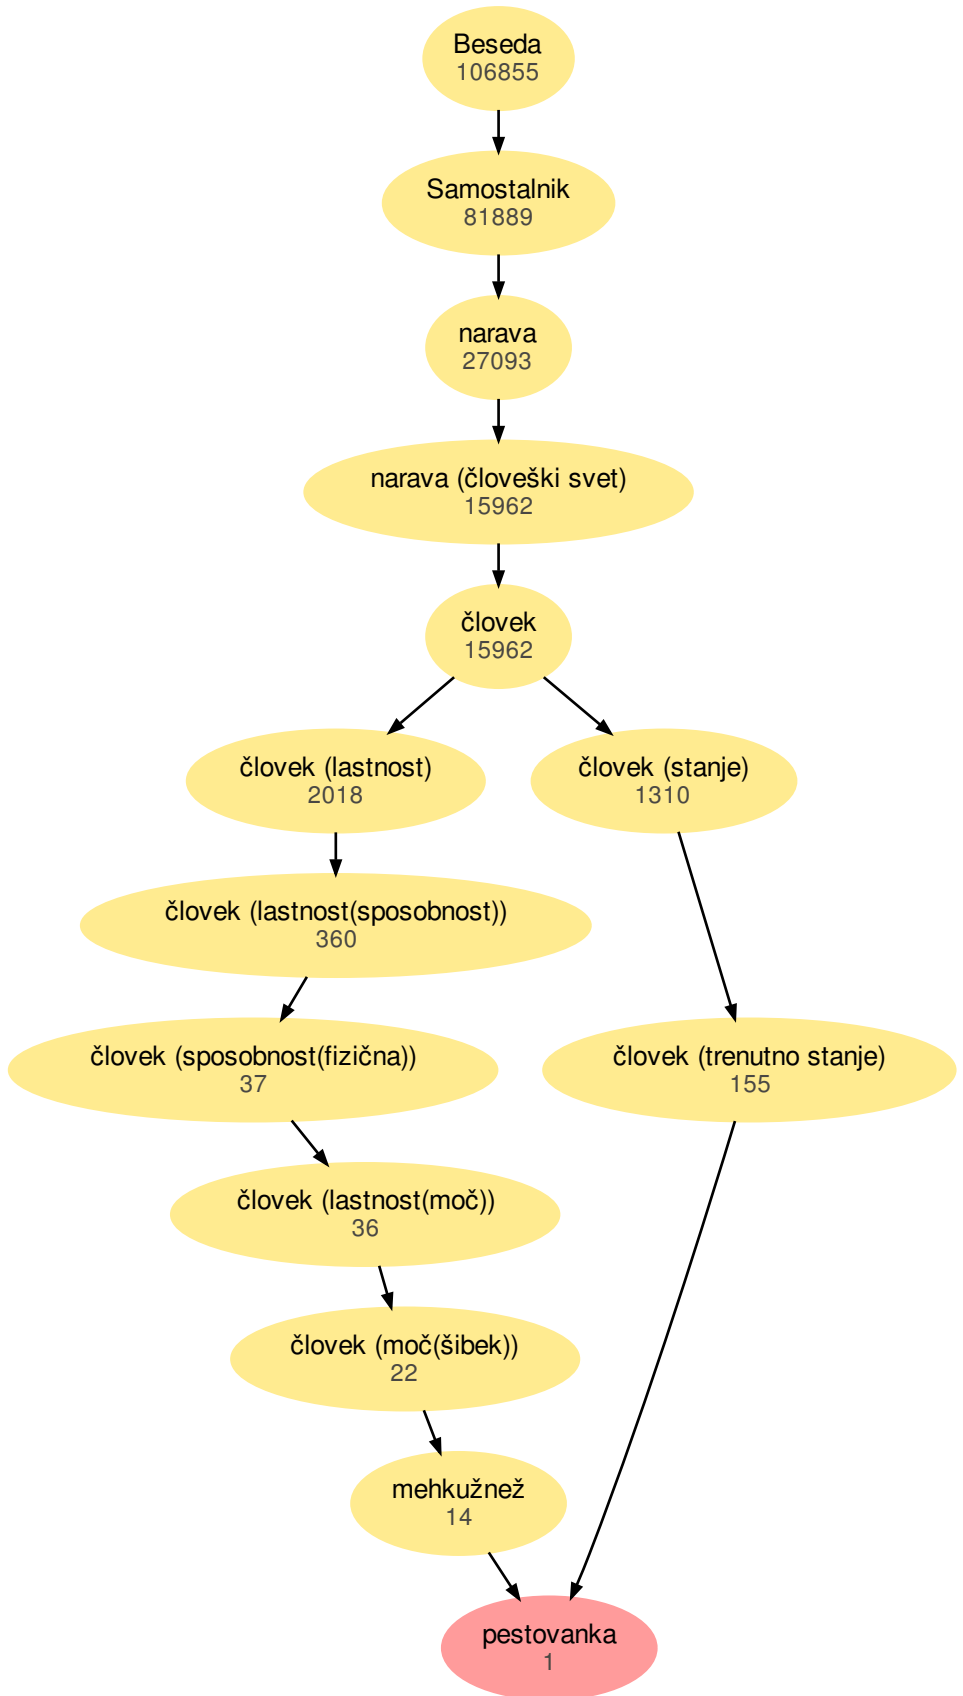 Beseda
106855
Samostalnik
81889
narava
27093
narava (človeški svet)
15962
človek
15962
človek (lastnost)
2018
človek (stanje)
1310
človek (lastnost(sposobnost))
360
človek (sposobnost(fizična))
37
človek (trenutno stanje)
155
človek (lastnost(moč))
36
človek (moč(šibek))
22
mehkužnež
14
pestovanka
1